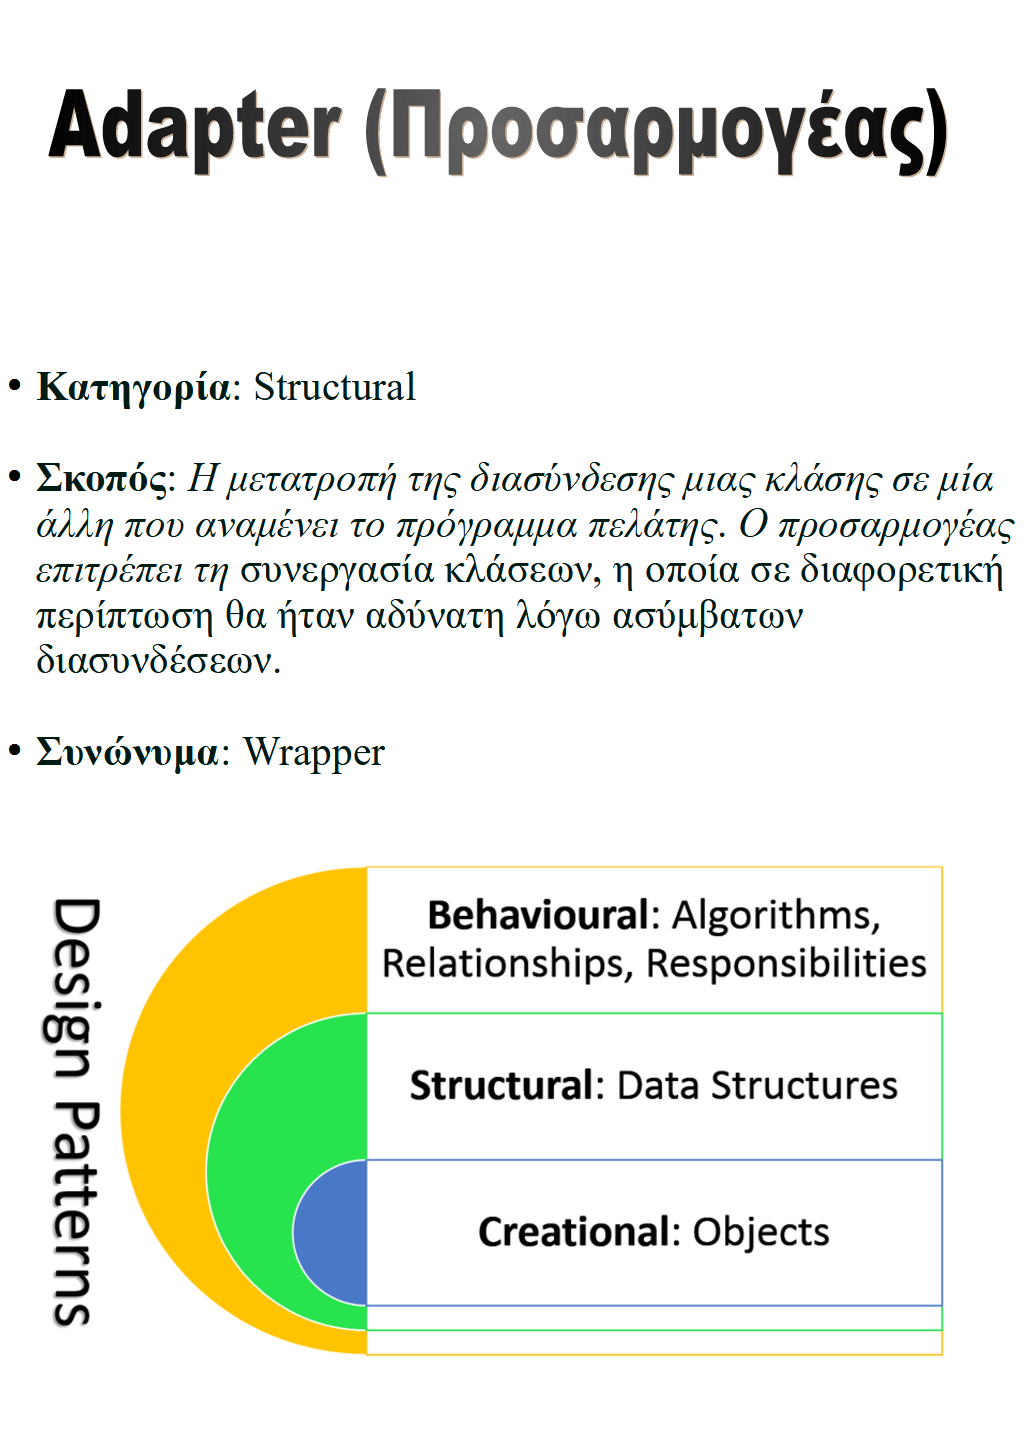 Adapter (Προσαρμογέας)
• Κατηγορία: Structural
• Σκοπός: Η μετατροπή της διασύνδεσης μιας κλάσης σε μία
άλλη που αναμένει το πρόγραμμα πελάτης. Ο προσαρμογέας
επιτρέπει τη συνεργασία κλάσεων, η οποία σε διαφορετική
περίπτωση θα ήταν αδύνατη λόγω ασύμβατων
διασυνδέσεων.
• Συνώνυμα: Wrapper
Design Patterns
Behavioural: Algorithms,
Relationships, Responsibilities
Structural: Data Structures
Creational: Objects